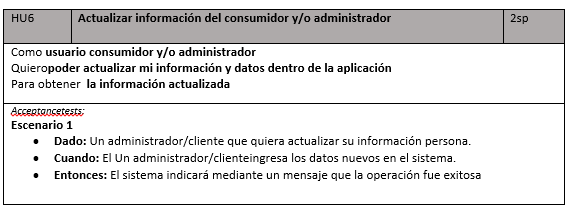 HU6 Actualizar información del consumidor y/o administrador 2sp
Como usuario consumidor y/o administrador
Quieropoder actualizar mi información y datos dentro de la aplicación
Para obtener la información actualizada
Acceptancetests:
Escenario 1
• Dado: Un administrador/cliente que quiera actualizar su información persona.
• Cuando: El Un administrador/clienteingresa los datos nuevos en el sistema.
• Entonces: El sistema indicará mediante un mensaje que la operación fue exitosa